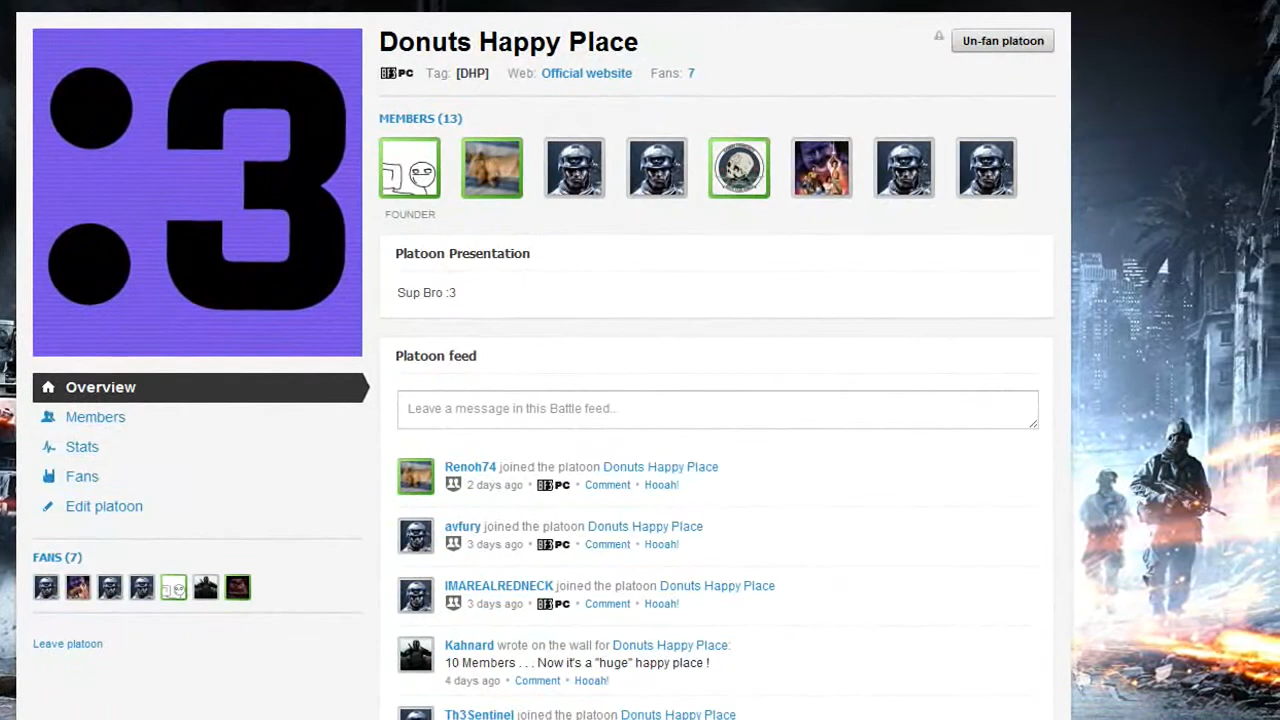 :3
Donuts Happy Place
Un-fan platoon
BF3 PC Tag: [DHP] Web: Official website Fans: 7
MEMBERS (13)
FOUNDER
Platoon Presentation
Sup Bro :3
Platoon feed
Leave a message in this Battle feed...
Renoh74 joined the platoon Donuts Happy Place
2 days ago • BF3 PC • Comment • Hooah!
avfury joined the platoon Donuts Happy Place
3 days ago • BF3 PC • Comment • Hooah!
IMAREALREDNECK joined the platoon Donuts Happy Place
3 days ago • BF3 PC • Comment • Hooah!
Kahnard wrote on the wall for Donuts Happy Place:
10 Members . . . Now it's a "huge" happy place !
4 days ago • Comment • Hooah!
Th3Sentinel joined the platoon Donuts Happy Place
Overview
Members
Stats
Fans
Edit platoon
FANS (7)
Leave platoon